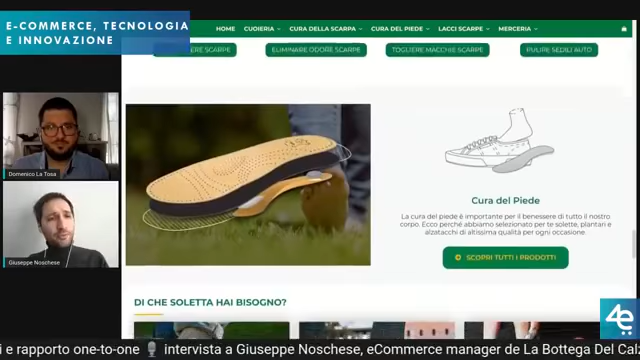 E-COMMERCE, TECNOLOGIA
E INNOVAZIONE
HOME CUOIERIA CURA DELLA SCARPA CURA DEL PIEDE LACCI SCARPE MERCERIA
SCARPE
ELIMINARE ODORE SCARPE
TOGLIERE MACCHIE SCARPE
PULIRE SEDILI AUTO
Domenico La Tosa
Giuseppe Noschese
Cura del Piede
La cura del piede è importante per il benessere di tutto il nostro
corpo. Ecco perché abbiamo selezionato per te solette, plantari e
alzatacchi di altissima qualità per ogni occasione
SCOPRI TUTTI I PRODOTTI
DI CHE SOLETTA HAI BISOGNO?
4e
i e rapporto one-to-one 🎙 intervista a Giuseppe Noschese, eCommerce manager de La Bottega Del Cal